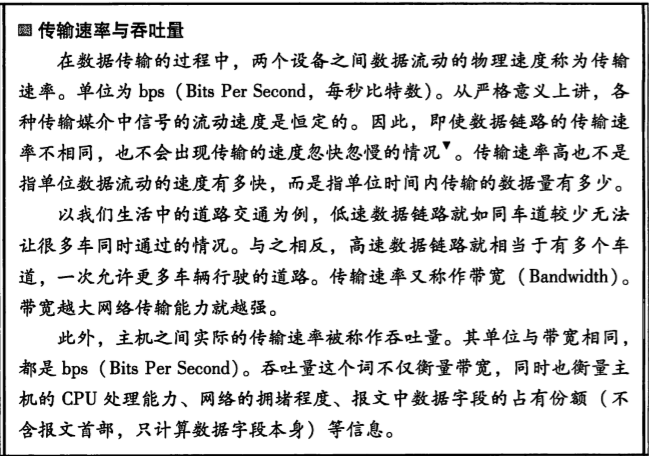 ▩ 传输速率与吞吐量
在数据传输的过程中，两个设备之间数据流动的物理速度称为传输
速率。单位为 bps（Bits Per Second，每秒比特数）。从严格意义上讲，各
种传输媒介中信号的流动速度是恒定的。因此，即使数据链路的传输速
率不相同，也不会出现传输的速度忽快忽慢的情况▼。传输速率高也不是
指单位数据流动的速度有多快，而是指单位时间内传输的数据量有多少。
以我们生活中的道路交通为例，低速数据链路就如同车道较少无法
让很多车同时通过的情况。与之相反，高速数据链路就相当于有多个车
道，一次允许更多车辆行驶的道路。传输速率又称作带宽（Bandwidth）。
带宽越大网络传输能力就越强。
此外，主机之间实际的传输速率被称作吞吐量。其单位与带宽相同，
都是 bps（Bits Per Second）。吞吐量这个词不仅衡量带宽，同时也衡量主
机的 CPU 处理能力、网络的拥堵程度、报文中数据字段的占有份额（不
含报文首部，只计算数据字段本身）等信息。